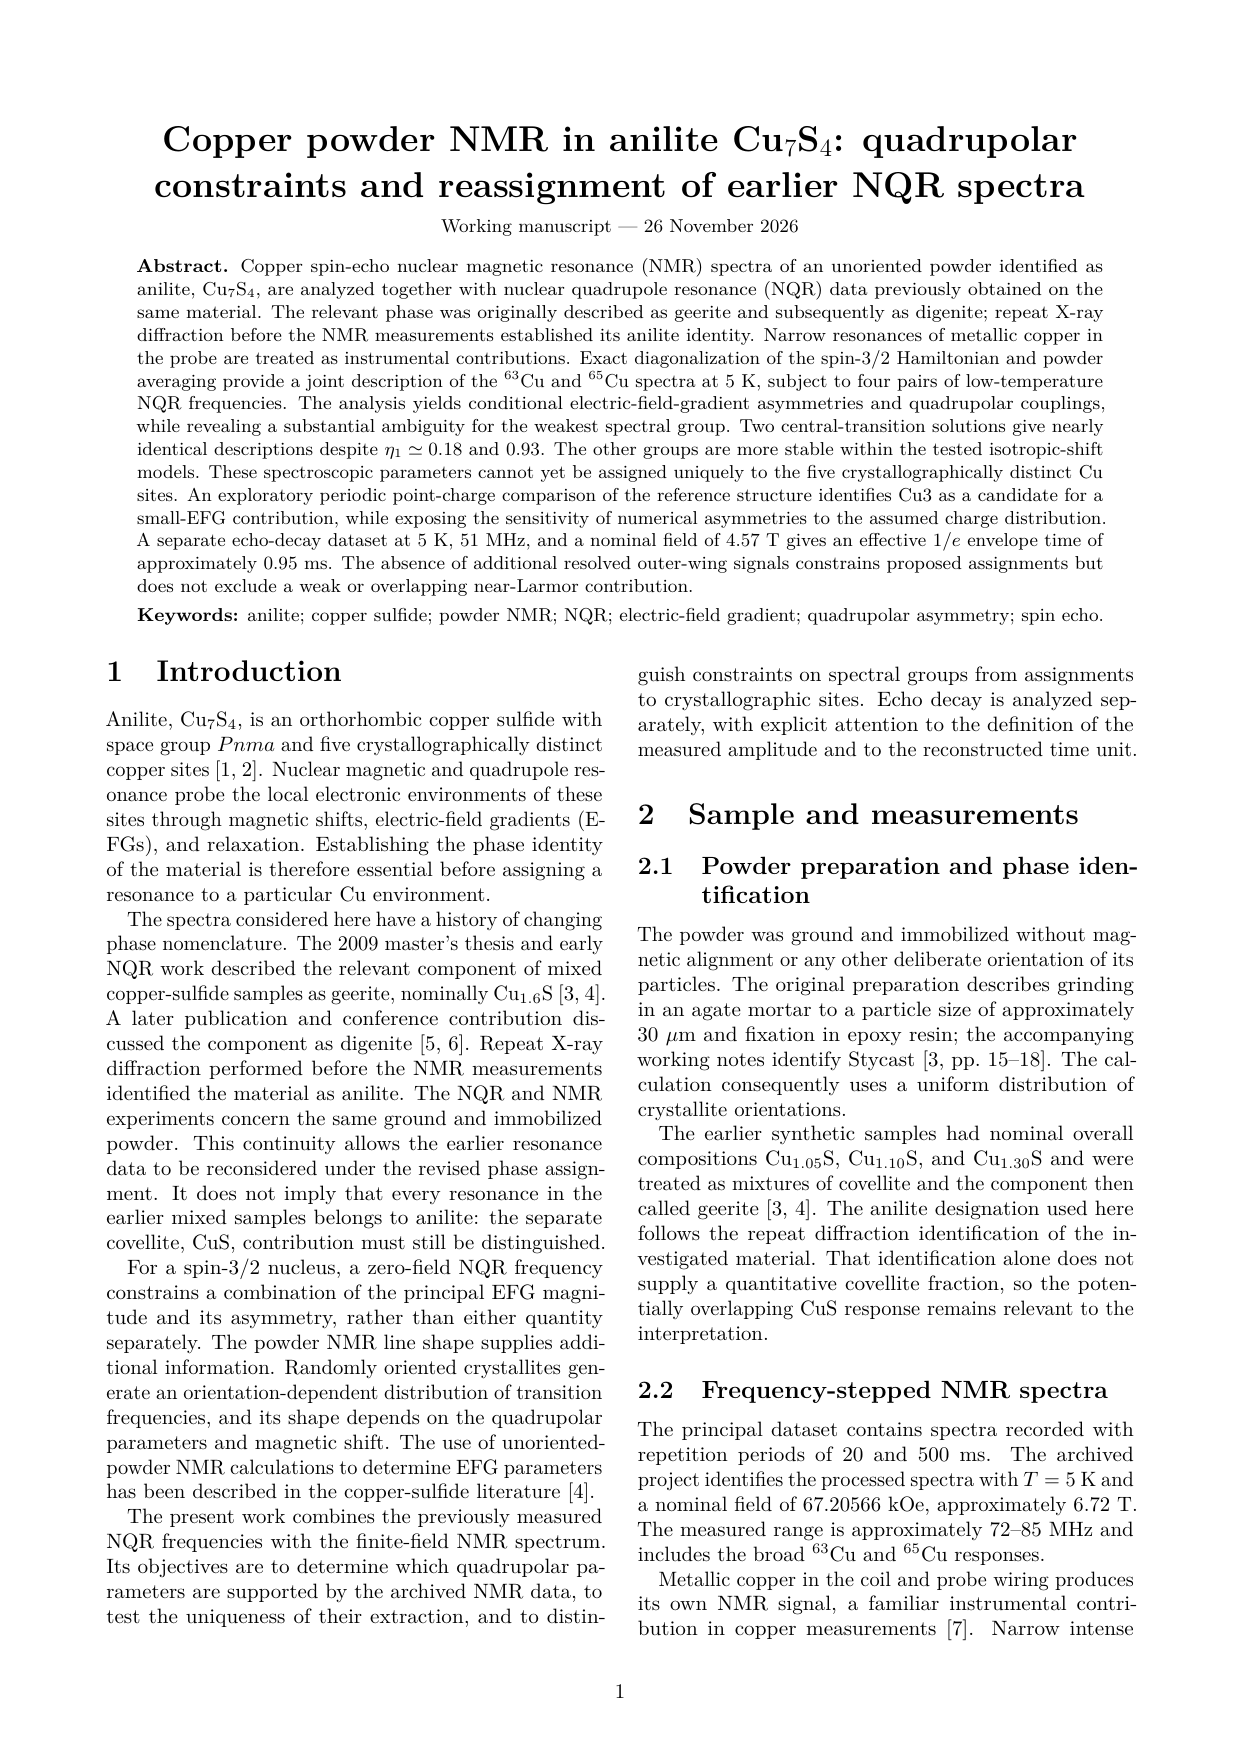 Copper powder NMR in anilite Cu₇S₄: quadrupolar
constraints and reassignment of earlier NQR spectra
Working manuscript — 26 November 2026
Abstract. Copper spin-echo nuclear magnetic resonance (NMR) spectra of an unoriented powder identified as
anilite, Cu₇S₄, are analyzed together with nuclear quadrupole resonance (NQR) data previously obtained on the
same material. The relevant phase was originally described as geerite and subsequently as digenite; repeat X-ray
diffraction before the NMR measurements established its anilite identity. Narrow resonances of metallic copper in
the probe are treated as instrumental contributions. Exact diagonalization of the spin-3/2 Hamiltonian and powder
averaging provide a joint description of the ⁶³Cu and ⁶⁵Cu spectra at 5 K, subject to four pairs of low-temperature
NQR frequencies. The analysis yields conditional electric-field-gradient asymmetries and quadrupolar couplings,
while revealing a substantial ambiguity for the weakest spectral group. Two central-transition solutions give nearly
identical descriptions despite η₁ ≃ 0.18 and 0.93. The other groups are more stable within the tested isotropic-shift
models. These spectroscopic parameters cannot yet be assigned uniquely to the five crystallographically distinct Cu
sites. An exploratory periodic point-charge comparison of the reference structure identifies Cu3 as a candidate for a
small-EFG contribution, while exposing the sensitivity of numerical asymmetries to the assumed charge distribution.
A separate echo-decay dataset at 5 K, 51 MHz, and a nominal field of 4.57 T gives an effective 1/e envelope time of
approximately 0.95 ms. The absence of additional resolved outer-wing signals constrains proposed assignments but
does not exclude a weak or overlapping near-Larmor contribution.
Keywords: anilite; copper sulfide; powder NMR; NQR; electric-field gradient; quadrupolar asymmetry; spin echo.
1 Introduction
Anilite, Cu₇S₄, is an orthorhombic copper sulfide with
space group Pnma and five crystallographically distinct
copper sites [1, 2]. Nuclear magnetic and quadrupole res-
onance probe the local electronic environments of these
sites through magnetic shifts, electric-field gradients (E-
FGs), and relaxation. Establishing the phase identity
of the material is therefore essential before assigning a
resonance to a particular Cu environment.
The spectra considered here have a history of changing
phase nomenclature. The 2009 master's thesis and early
NQR work described the relevant component of mixed
copper-sulfide samples as geerite, nominally Cu₁.₆S [3, 4].
A later publication and conference contribution dis-
cussed the component as digenite [5, 6]. Repeat X-ray
diffraction performed before the NMR measurements
identified the material as anilite. The NQR and NMR
experiments concern the same ground and immobilized
powder. This continuity allows the earlier resonance
data to be reconsidered under the revised phase assign-
ment. It does not imply that every resonance in the
earlier mixed samples belongs to anilite: the separate
covellite, CuS, contribution must still be distinguished.
For a spin-3/2 nucleus, a zero-field NQR frequency
constrains a combination of the principal EFG magni-
tude and its asymmetry, rather than either quantity
separately. The powder NMR line shape supplies addi-
tional information. Randomly oriented crystallites gen-
erate an orientation-dependent distribution of transition
frequencies, and its shape depends on the quadrupolar
parameters and magnetic shift. The use of unoriented-
powder NMR calculations to determine EFG parameters
has been described in the copper-sulfide literature [4].
The present work combines the previously measured
NQR frequencies with the finite-field NMR spectrum.
Its objectives are to determine which quadrupolar pa-
rameters are supported by the archived NMR data, to
test the uniqueness of their extraction, and to distin-
guish constraints on spectral groups from assignments
to crystallographic sites. Echo decay is analyzed sep-
arately, with explicit attention to the definition of the
measured amplitude and to the reconstructed time unit.
2 Sample and measurements
2.1 Powder preparation and phase iden-
tification
The powder was ground and immobilized without mag-
netic alignment or any other deliberate orientation of its
particles. The original preparation describes grinding
in an agate mortar to a particle size of approximately
30 μm and fixation in epoxy resin; the accompanying
working notes identify Stycast [3, pp. 15–18]. The cal-
culation consequently uses a uniform distribution of
crystallite orientations.
The earlier synthetic samples had nominal overall
compositions Cu₁.₀₅S, Cu₁.₁₀S, and Cu₁.₃₀S and were
treated as mixtures of covellite and the component then
called geerite [3, 4]. The anilite designation used here
follows the repeat diffraction identification of the in-
vestigated material. That identification alone does not
supply a quantitative covellite fraction, so the poten-
tially overlapping CuS response remains relevant to the
interpretation.
2.2 Frequency-stepped NMR spectra
The principal dataset contains spectra recorded with
repetition periods of 20 and 500 ms. The archived
project identifies the processed spectra with T = 5 K and
a nominal field of 67.20566 kOe, approximately 6.72 T.
The measured range is approximately 72–85 MHz and
includes the broad ⁶³Cu and ⁶⁵Cu responses.
Metallic copper in the coil and probe wiring produces
its own NMR signal, a familiar instrumental contri-
bution in copper measurements [7]. Narrow intense
1